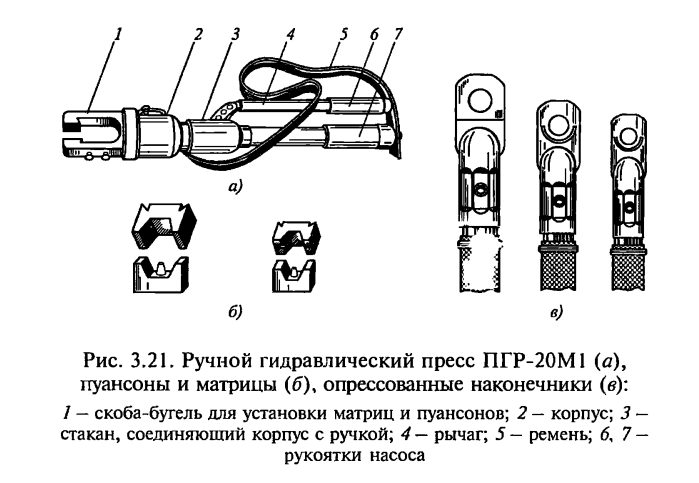 1 2 3 4 5 6 7
а)
б)
в)
Рис. 3.21. Ручной гидравлический пресс ПГР-20М1 (а),
пуансоны и матрицы (б), опрессованные наконечники (в):
1 — скоба-бугель для установки матриц и пуансонов; 2 — корпус; 3 —
стакан, соединяющий корпус с ручкой; 4 — рычаг; 5 — ремень; 6, 7 —
рукоятки насоса